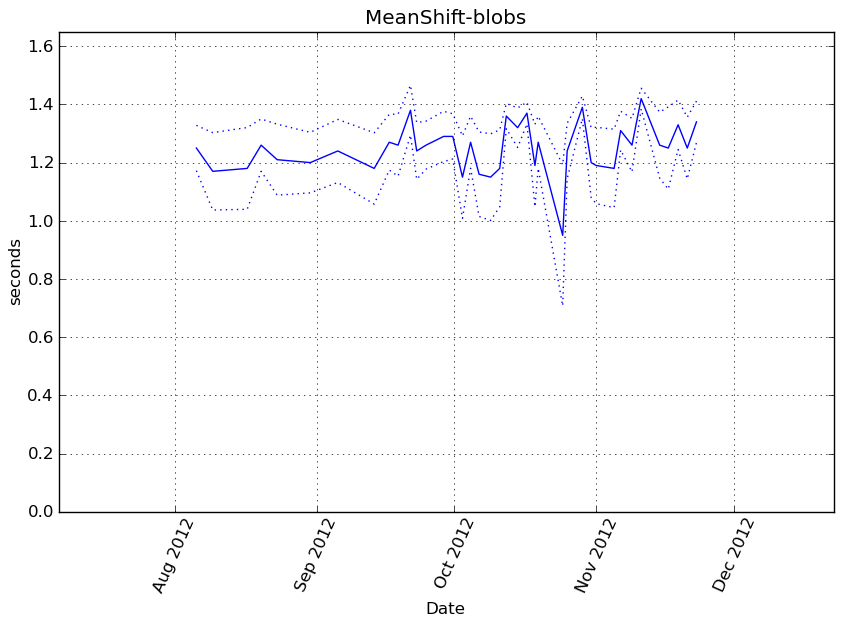 MeanShift-blobs
1.6
1.4
1.2
1.0
0.8
0.6
0.4
0.2
0.0
seconds
Aug 2012
Sep 2012
Oct 2012
Nov 2012
Dec 2012
Date